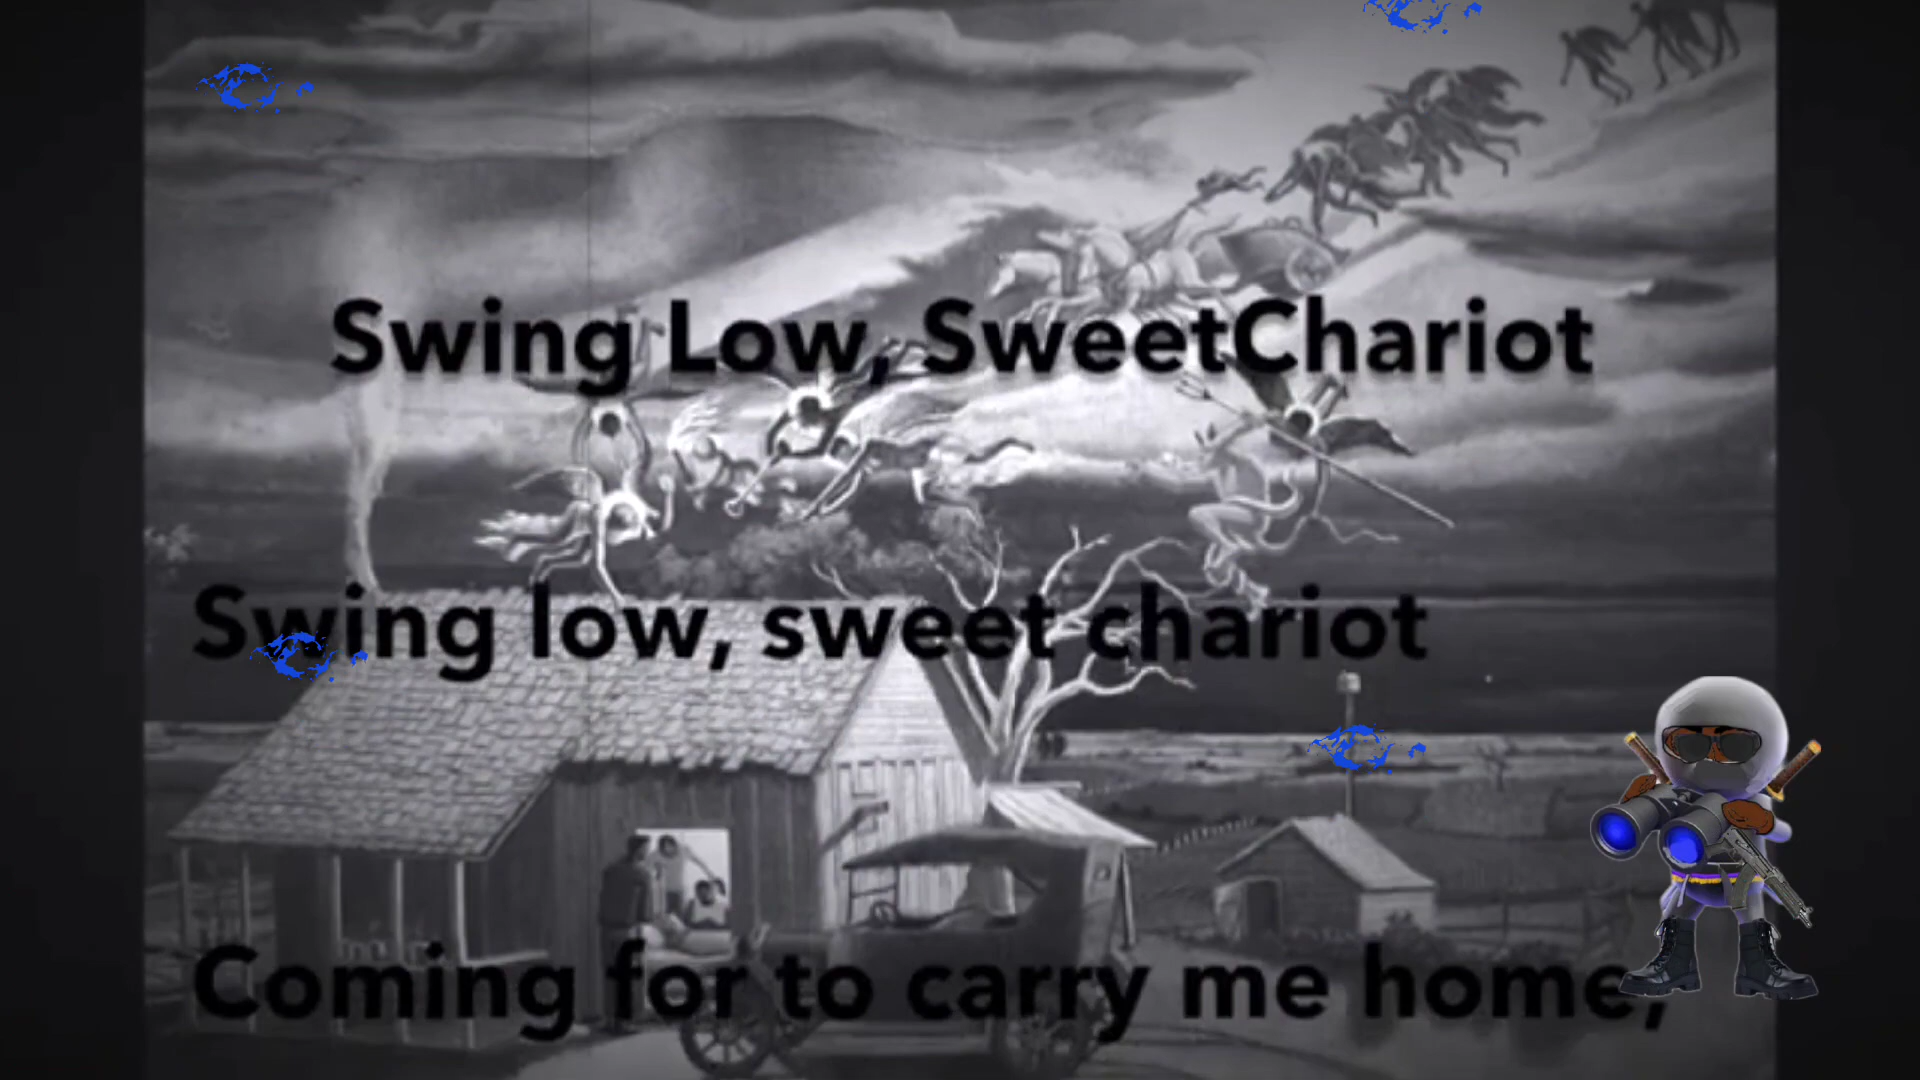 Swing Low, SweetChariot
Swing low, sweet chariot
Coming for to carry me home,